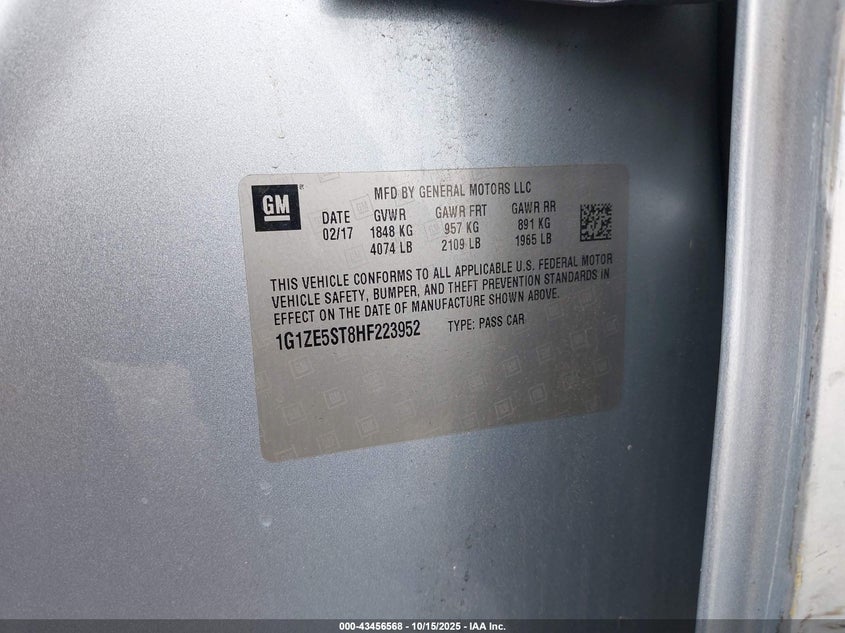 GM
MFD BY GENERAL MOTORS LLC
DATE GVWR GAWR FRT GAWR RR
02/17 1848 KG 957 KG 891 KG
4074 LB 2109 LB 1965 LB
THIS VEHICLE CONFORMS TO ALL APPLICABLE U.S. FEDERAL MOTOR
VEHICLE SAFETY, BUMPER, AND THEFT PREVENTION STANDARDS IN
EFFECT ON THE DATE OF MANUFACTURE SHOWN ABOVE.
1G1ZE5ST8HF223952 TYPE: PASS CAR
000-43456568 - 10/15/2025 - IAA Inc.